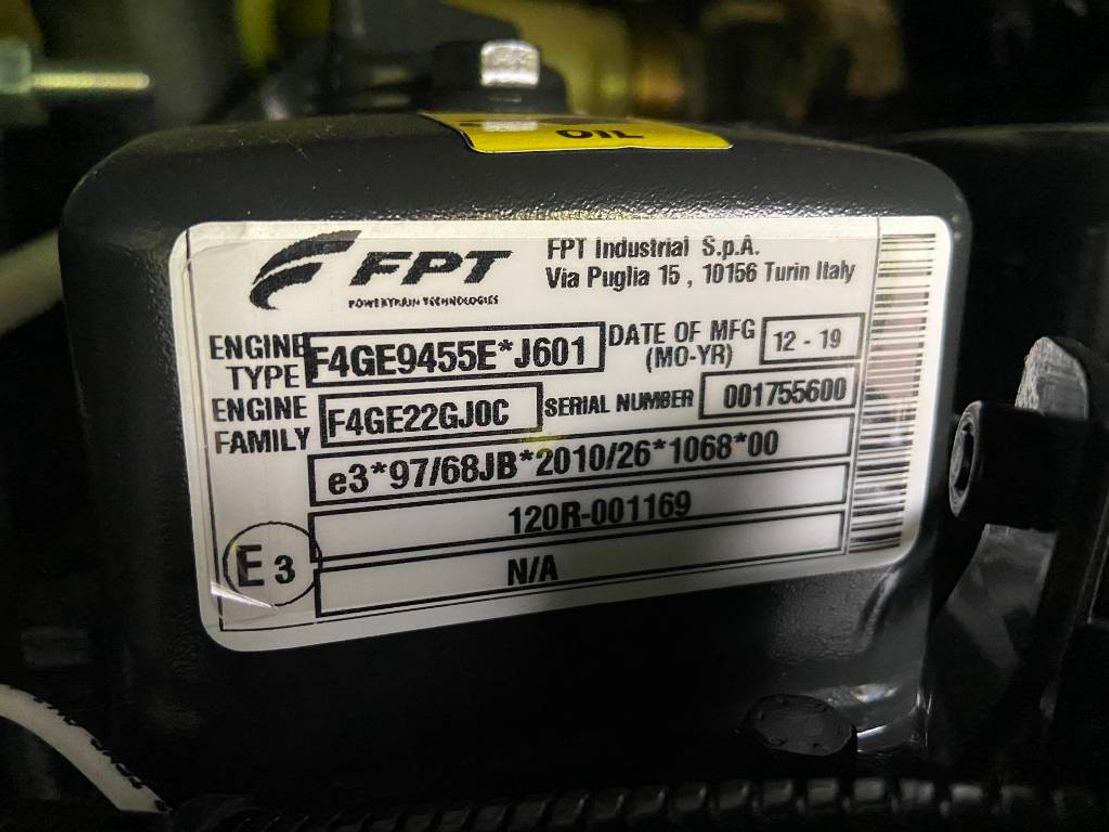 OIL
FPT
POWERTRAIN TECHNOLOGIES
FPT Industrial S.p.A.
Via Puglia 15 , 10156 Turin Italy
ENGINE TYPE F4GE9455E*J601
DATE OF MFG (MO-YR) 12 - 19
ENGINE FAMILY F4GE22GJ0C
SERIAL NUMBER 001755600
e3*97/68JB*2010/26*1068*00
120R-001169
E 3
N/A